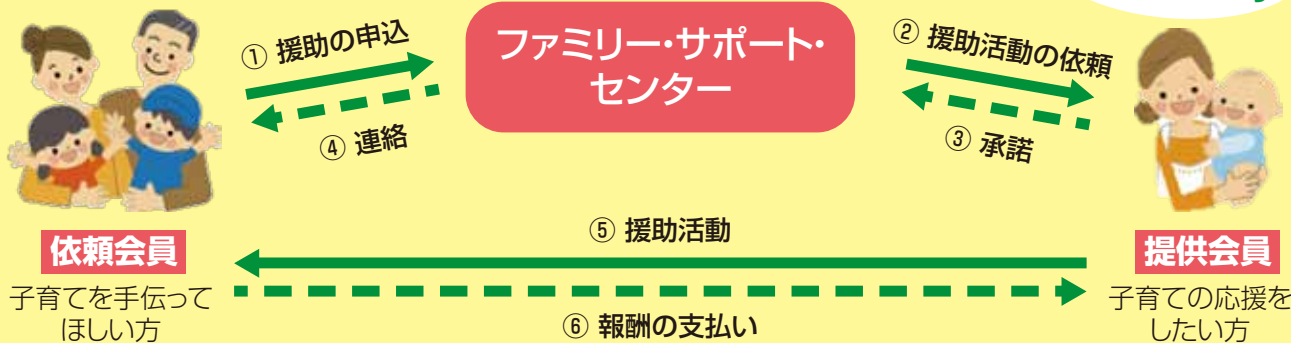 ① 援助の申込
ファミリー・サポート・
センター
② 援助活動の依頼
④ 連絡
③ 承諾
⑤ 援助活動
依頼会員
子育てを手伝って
ほしい方
提供会員
子育ての応援を
したい方
⑥ 報酬の支払い